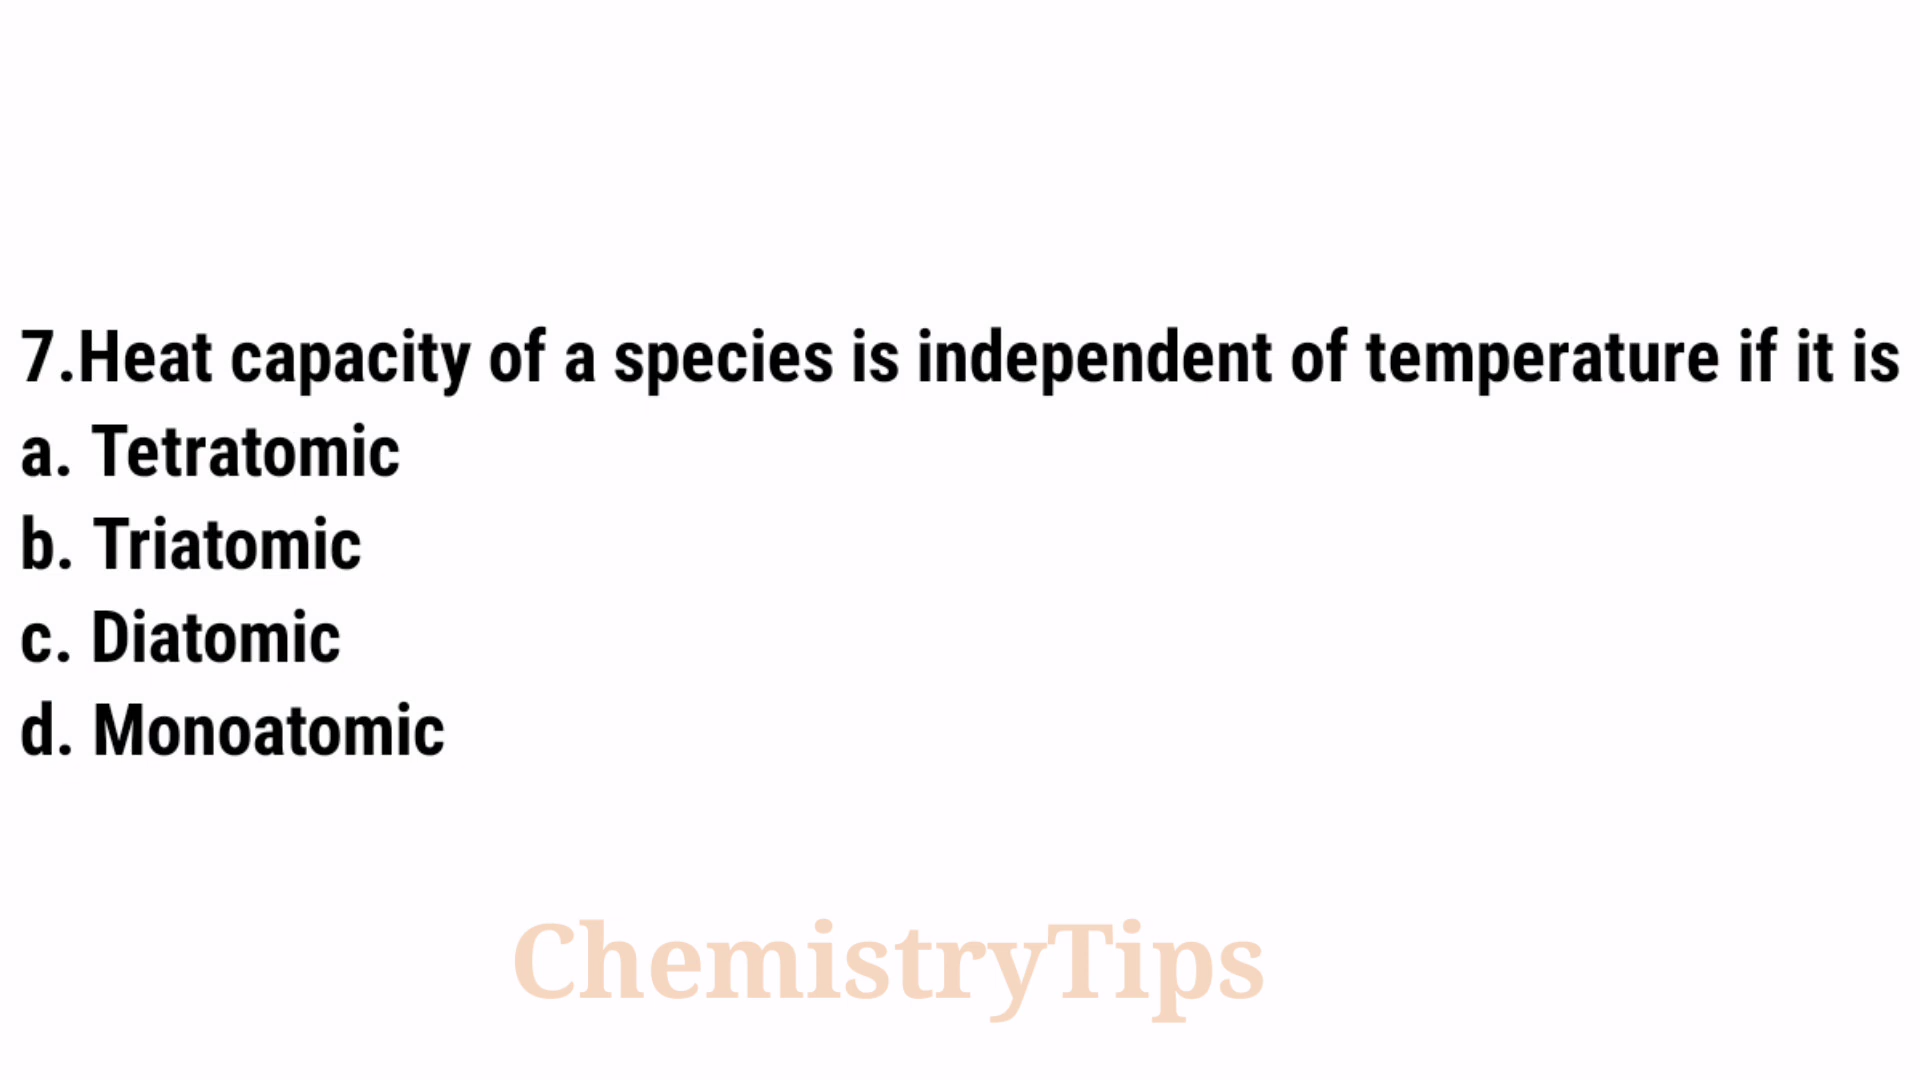 7.Heat capacity of a species is independent of temperature if it is
a. Tetratomic
b. Triatomic
c. Diatomic
d. Monoatomic
ChemistryTips